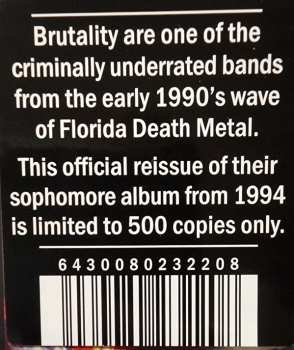 Brutality are one of the
criminally underrated bands
from the early 1990's wave
of Florida Death Metal.
This official reissue of their
sophomore album from 1994
is limited to 500 copies only.
6430080232208